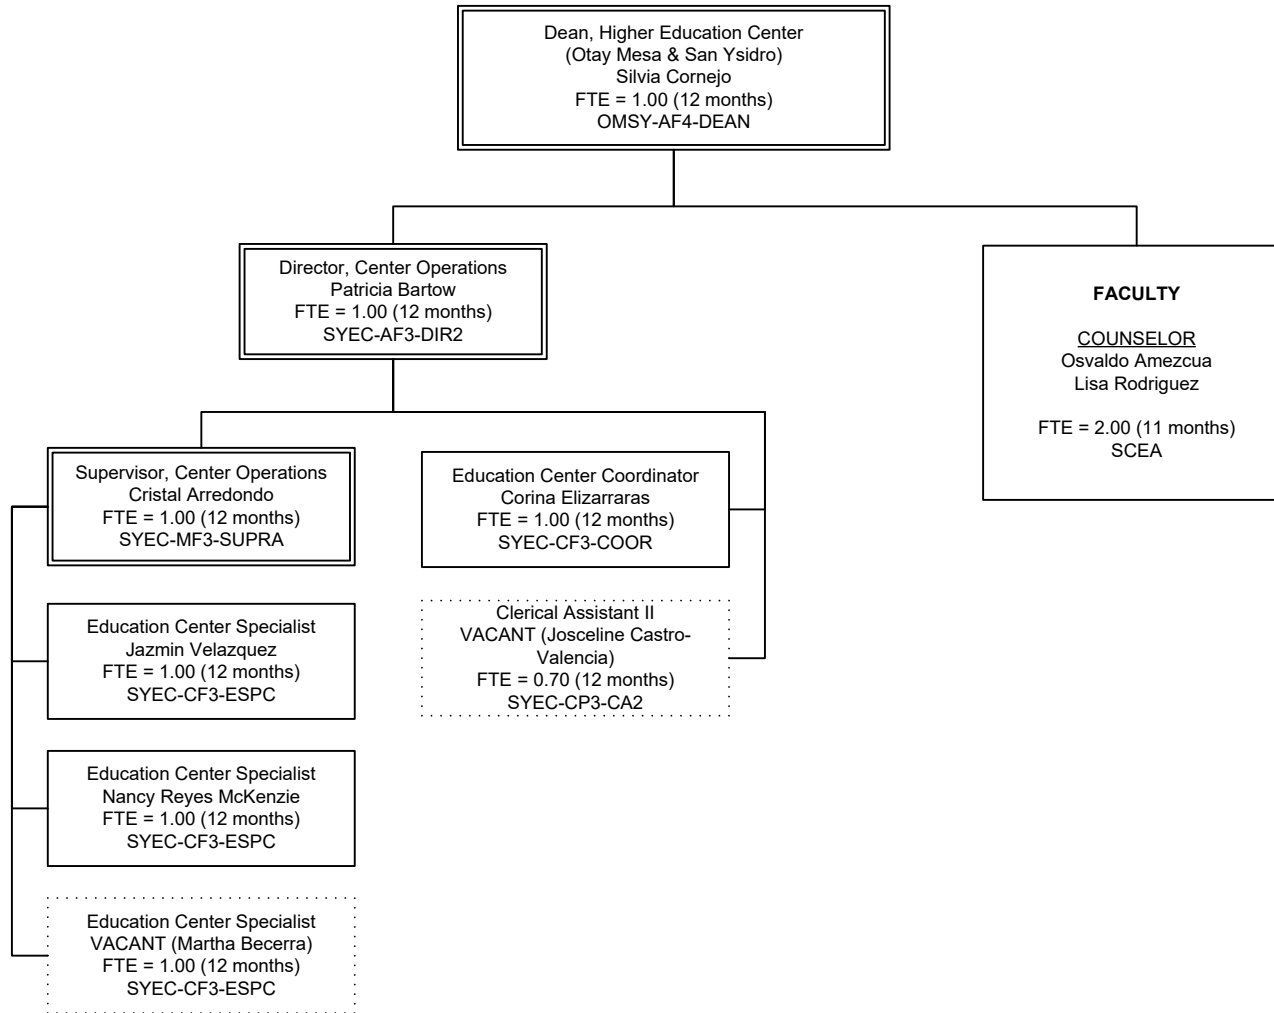 Dean, Higher Education Center
(Otay Mesa & San Ysidro)
Silvia Cornejo
FTE = 1.00 (12 months)
OMSY-AF4-DEAN
Director, Center Operations
Patricia Bartow
FTE = 1.00 (12 months)
SYEC-AF3-DIR2
FACULTY
COUNSELOR
Osvaldo Amezcua
Lisa Rodriguez
FTE = 2.00 (11 months)
SCEA
Supervisor, Center Operations
Cristal Arredondo
FTE = 1.00 (12 months)
SYEC-MF3-SUPRA
Education Center Coordinator
Corina Elizarraras
FTE = 1.00 (12 months)
SYEC-CF3-COOR
Education Center Specialist
Jazmin Velazquez
FTE = 1.00 (12 months)
SYEC-CF3-ESPC
Clerical Assistant II
VACANT (Josceline Castro-
Valencia)
FTE = 0.70 (12 months)
SYEC-CP3-CA2
Education Center Specialist
Nancy Reyes McKenzie
FTE = 1.00 (12 months)
SYEC-CF3-ESPC
Education Center Specialist
VACANT (Martha Becerra)
FTE = 1.00 (12 months)
SYEC-CF3-ESPC